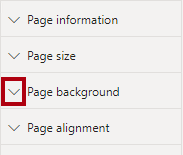 Page information
Page size
Page background
Page alignment